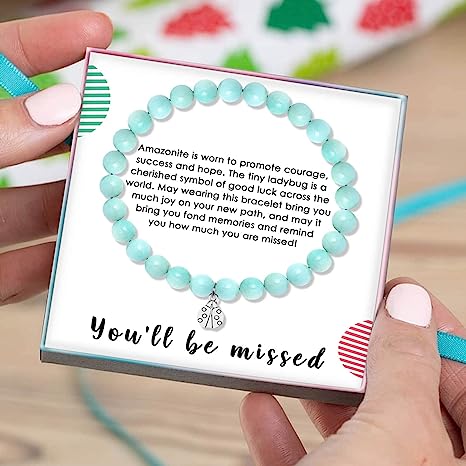 Amazonite is worn to promote courage,
success and hope. The tiny ladybug is a
cherished symbol of good luck across the
world. May wearing this bracelet bring you
much joy on your new path, and may it
bring you fond memories and remind
you how much you are missed!
You'll be missed